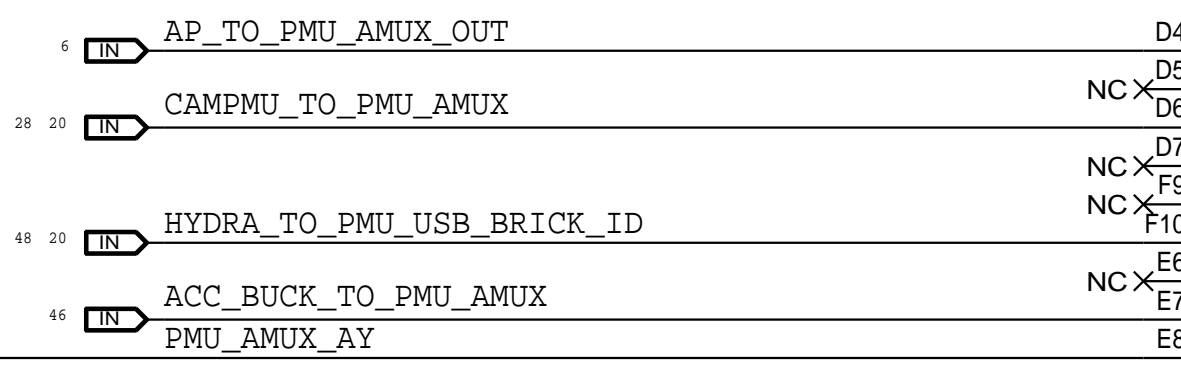 AP_TO_PMU_AMUX_OUT D4
6 IN
NC D5
CAMPMU_TO_PMU_AMUX D6
28 20 IN
NC D7
NC F9
HYDRA_TO_PMU_USB_BRICK_ID F10
48 20 IN
NC E6
ACC_BUCK_TO_PMU_AMUX E7
46 IN
PMU_AMUX_AY E8